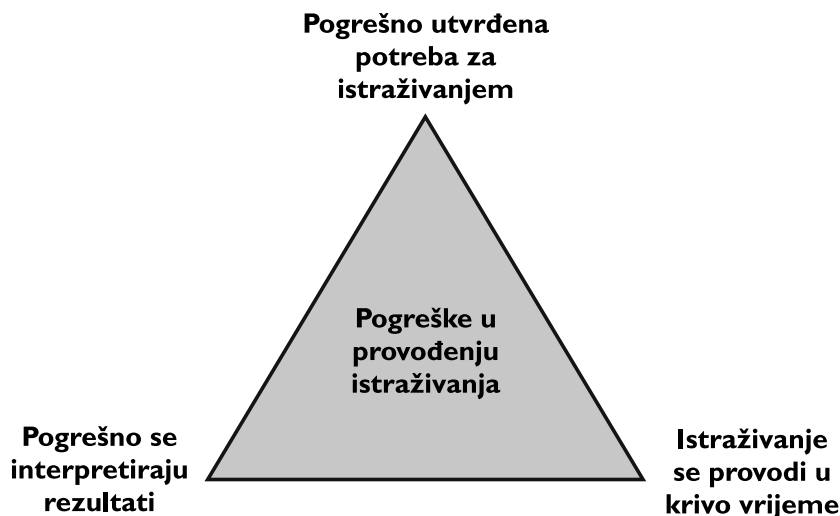 Pogrešno utvrđena
potreba za
istraživanjem
Pogreške u
provođenju
istraživanja
Pogrešno se
interpretiraju
rezultati
Istraživanje
se provodi u
krivo vrijeme